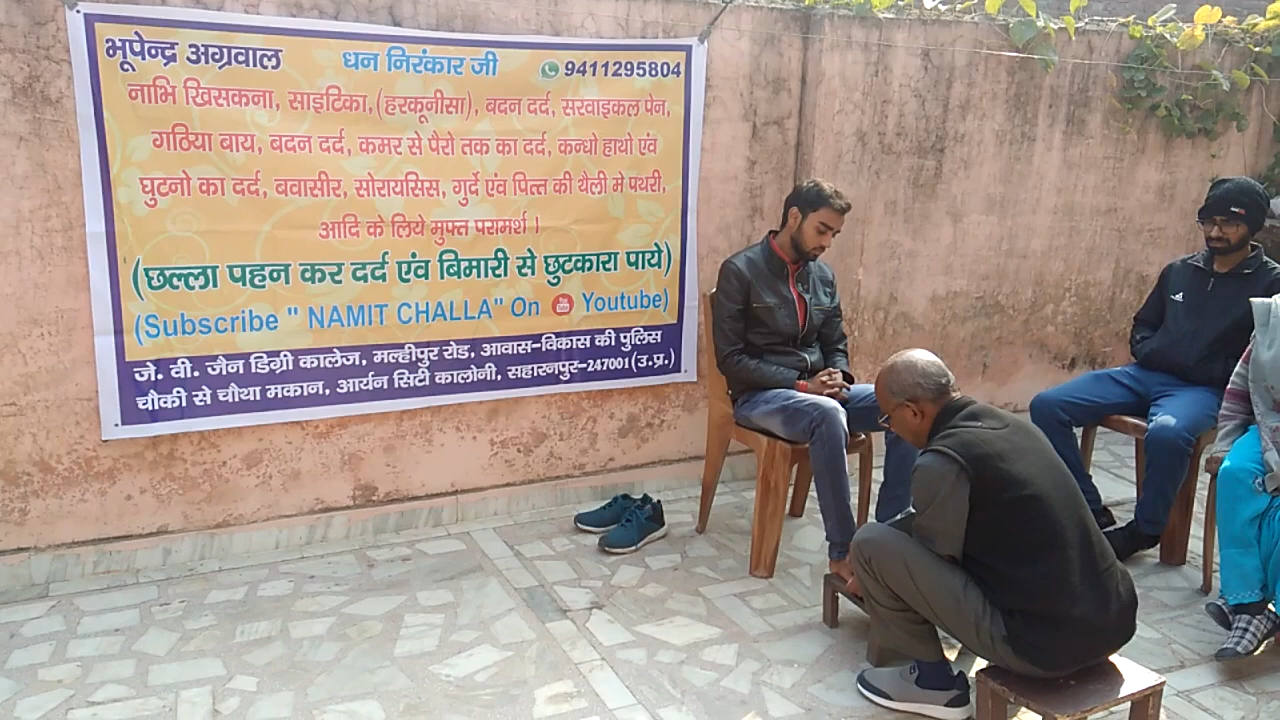 भूपेन्द्र अग्रवाल धन निरंकार जी 9411295804
नाभि खिसकना, साइटिका,(हरकूनीसा), बदन दर्द, सरवाइकल पेन,
गठिया बाय, बदन दर्द, कमर से पैरो तक का दर्द, कन्धो हाथो एंव
घुटनो का दर्द, बवासीर, सोरायसिस, गुर्दे एंव पित्त की थैली मे पथरी,
आदि के लिये मुफ्त परामर्श ।
(छल्ला पहन कर दर्द एंव बिमारी से छुटकारा पाये)
(Subscribe " NAMIT CHALLA" On Youtube)
जे. वी. जैन डिग्री कालेज, मल्हीपुर रोड, आवास-विकास की पुलिस
चौकी से चौथा मकान, आर्यन सिटी कालोनी, सहारनपुर-247001(उ.प्र.)